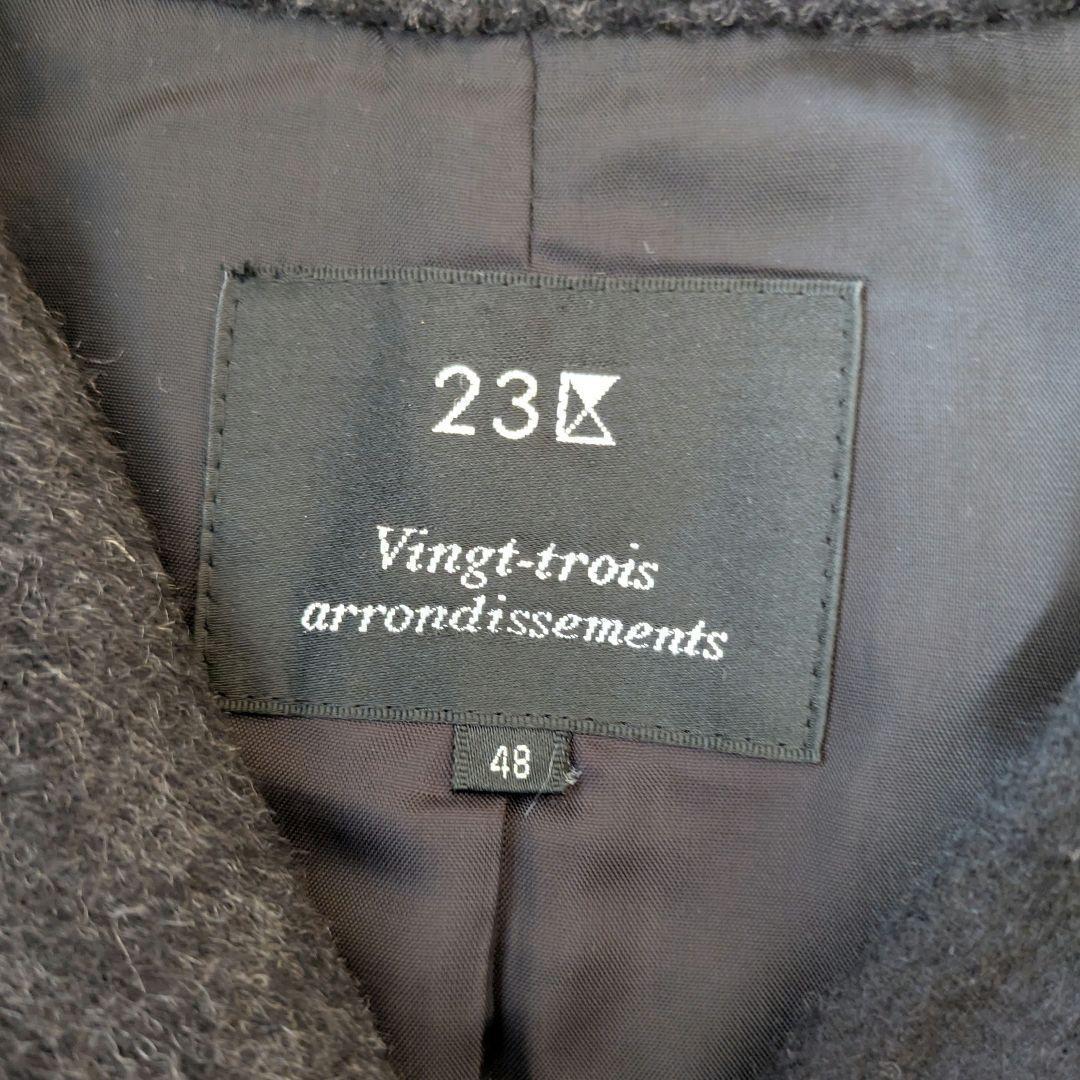 23区
Vingt-trois
arrondissements
48